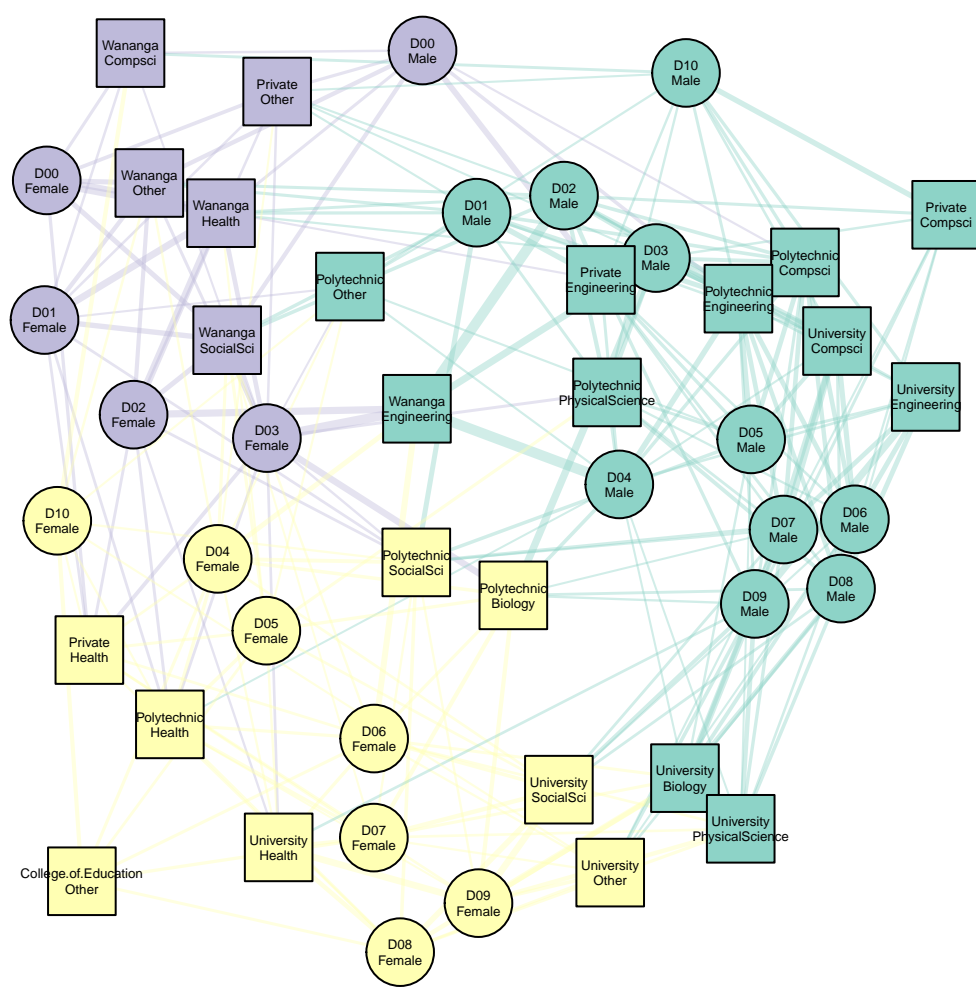 D00
Male
Wananga
Compsci
D10
Male
Private
Other
D00
Female
Wananga
Other
Wananga
Health
D02
Male
D01
Male
Private
Compsci
D03
Male
Polytechnic
Compsci
Private
Engineering
Polytechnic
Other
Polytechnic
Engineering
D01
Female
Wananga
SocialSci
University
Compsci
Polytechnic
PhysicalScience
University
Engineering
Wananga
Engineering
D02
Female
D03
Female
D05
Male
D04
Male
D10
Female
D06
Male
D07
Male
D04
Female
Polytechnic
SocialSci
Polytechnic
Biology
D08
Male
D09
Male
D05
Female
Private
Health
Polytechnic
Health
D06
Female
University
SocialSci
University
Biology
University
PhysicalScience
University
Health
D07
Female
University
Other
College.of.Education
Other
D09
Female
D08
Female